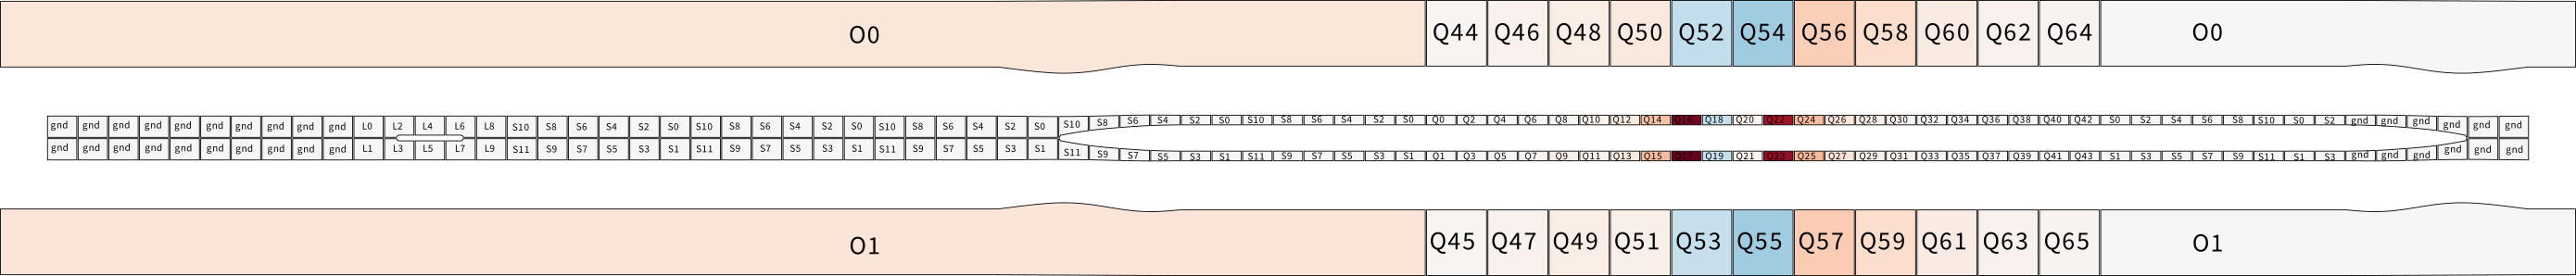 O0 Q44 Q46 Q48 Q50 Q52 Q54 Q56 Q58 Q60 Q62 Q64 O0
gnd gnd gnd gnd gnd gnd gnd gnd gnd gnd L0 L2 L4 L6 L8 S10 S8 S6 S4 S2 S0 S10 S8 S6 S4 S2 S0 S10 S8 S6 S4 S2 S0 S10 S8 S6 S4 S2 S0 S10 S8 S6 S4 S2 S0 Q0 Q2 Q4 Q6 Q8 Q10 Q12 Q14 Q16 Q18 Q20 Q22 Q24 Q26 Q28 Q30 Q32 Q34 Q36 Q38 Q40 Q42 S0 S2 S4 S6 S8 S10 S0 S2 gnd gnd gnd gnd gnd gnd
gnd gnd gnd gnd gnd gnd gnd gnd gnd gnd L1 L3 L5 L7 L9 S11 S9 S7 S5 S3 S1 S11 S9 S7 S5 S3 S1 S11 S9 S7 S5 S3 S1 S11 S9 S7 S5 S3 S1 S11 S9 S7 S5 S3 S1 Q1 Q3 Q5 Q7 Q9 Q11 Q13 Q15 Q17 Q19 Q21 Q23 Q25 Q27 Q29 Q31 Q33 Q35 Q37 Q39 Q41 Q43 S1 S3 S5 S7 S9 S11 S1 S3 gnd gnd gnd gnd gnd gnd
O1 Q45 Q47 Q49 Q51 Q53 Q55 Q57 Q59 Q61 Q63 Q65 O1